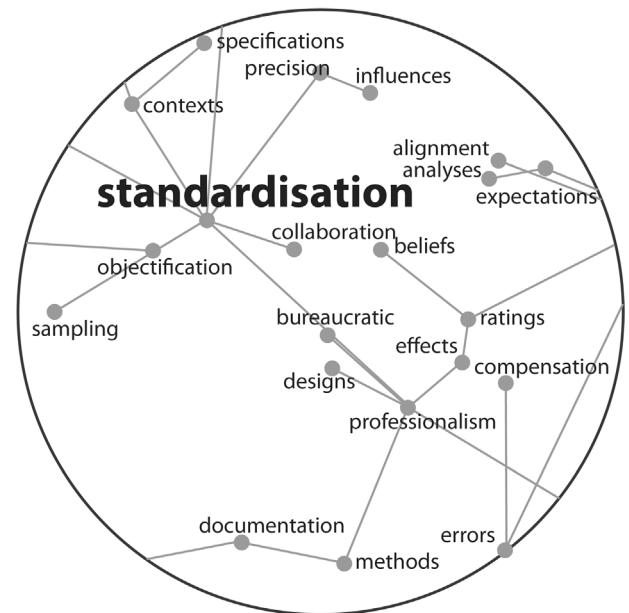 specifications
precision
influences
contexts
alignment
analyses
expectations
standardisation
collaboration
beliefs
objectification
sampling
bureaucratic
ratings
effects
compensation
designs
professionalism
documentation
errors
methods